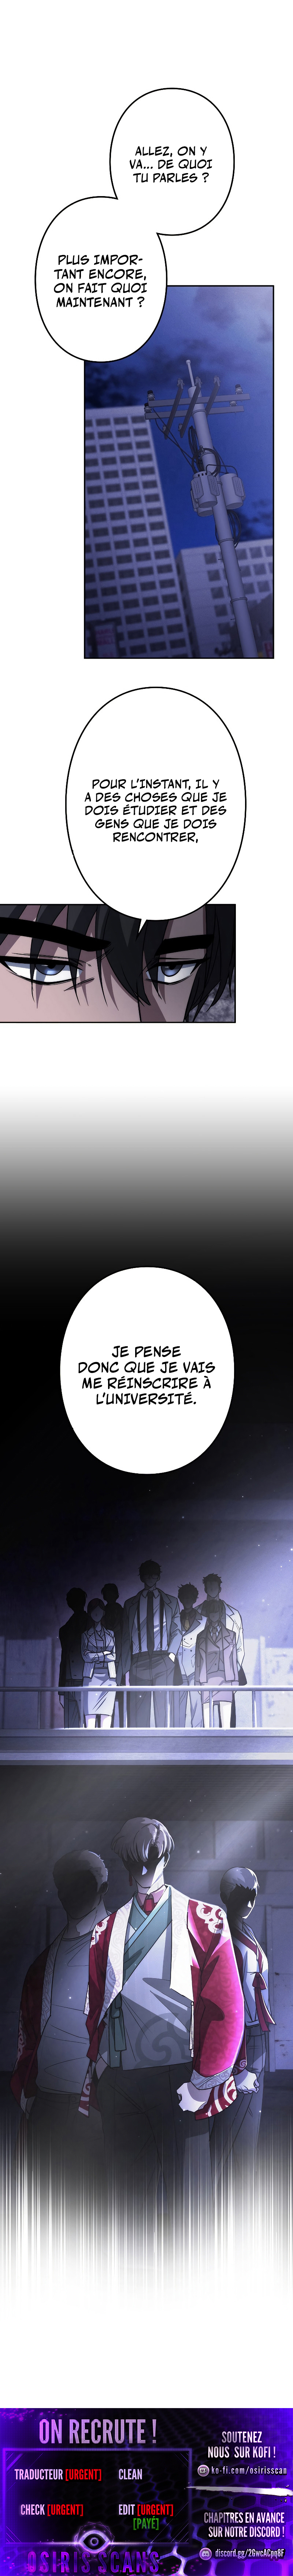 ALLEZ, ON Y
VA... DE QUOI
TU PARLES ?
PLUS IMPOR-
TANT ENCORE,
ON FAIT QUOI
MAINTENANT ?
POUR L'INSTANT, IL Y
A DES CHOSES QUE JE
DOIS ÉTUDIER ET DES
GENS QUE JE DOIS
RENCONTRER,
JE PENSE
DONC QUE JE VAIS
ME RÉINSCRIRE À
L'UNIVERSITÉ.
ON RECRUTE !
TRADUCTEUR [URGENT]
CLEAN
CHECK [URGENT]
EDIT [URGENT]
[PAYÉ]
OSIRIS SCANS
SOUTENEZ
NOUS SUR KOFI !
ko-fi.com/osirisscan
CHAPITRES EN AVANCE
SUR NOTRE DISCORD !
discord.gg/2GwcACpq8F